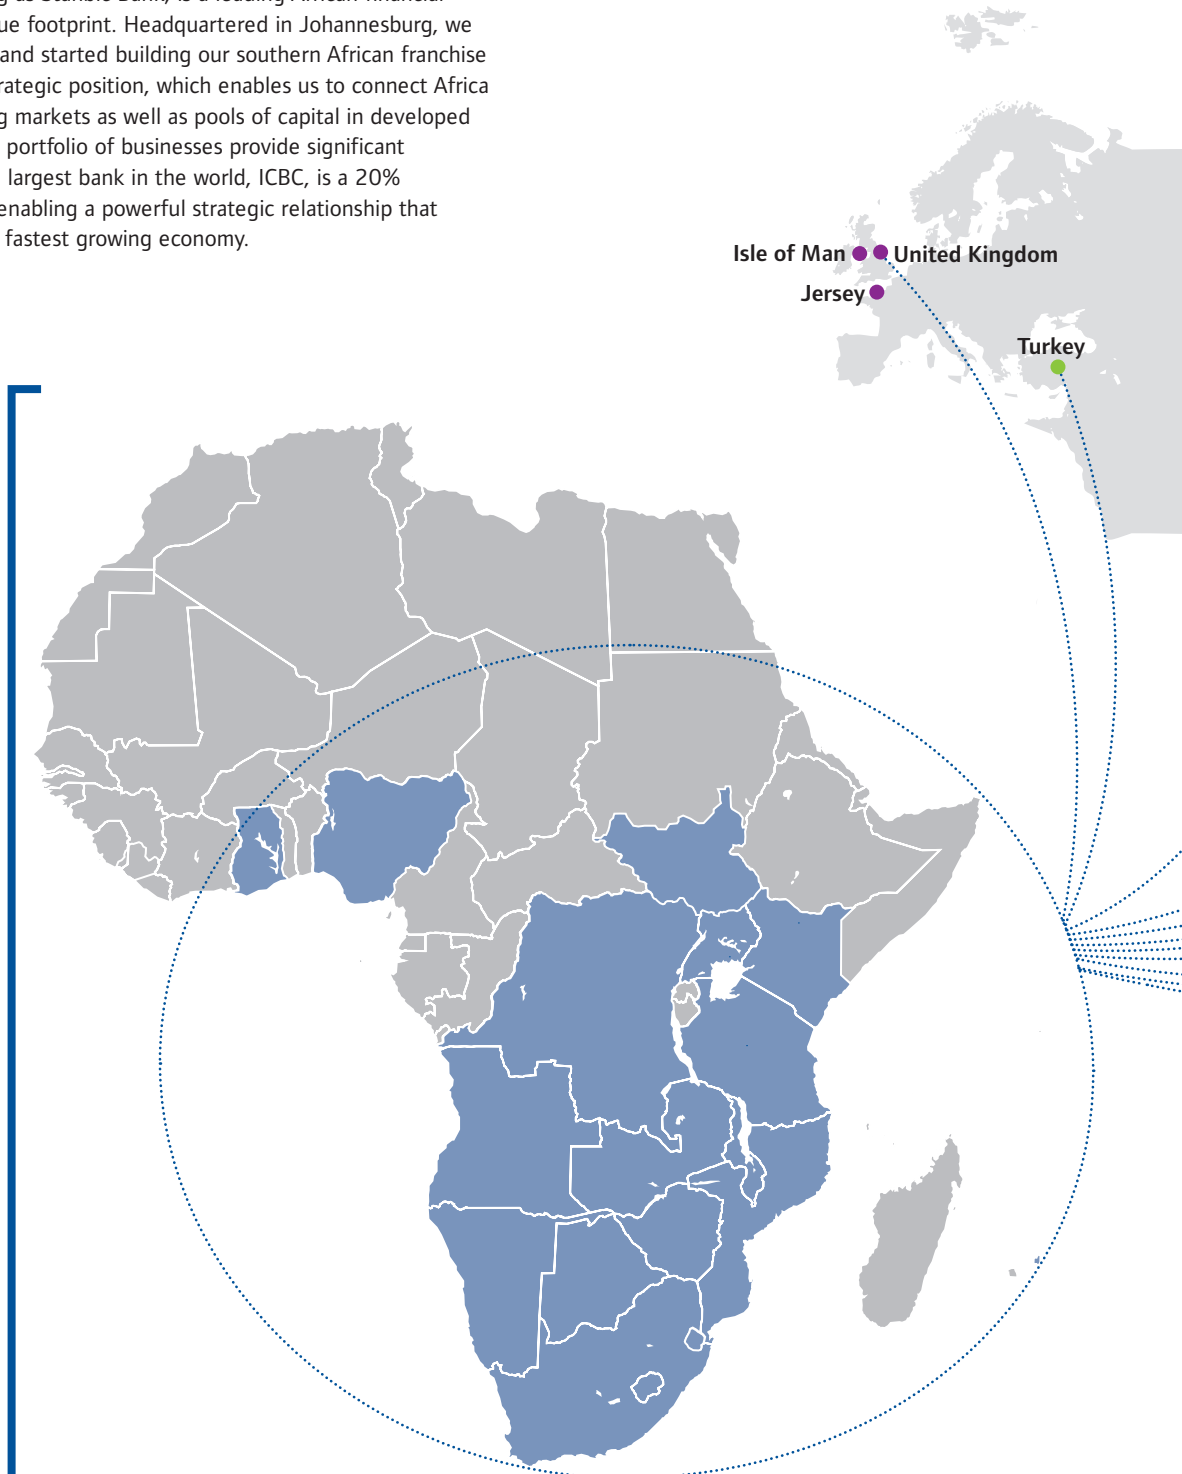 ue footprint. Headquartered in Johannesburg, we
and started building our southern African franchise
rategic position, which enables us to connect Africa
g markets as well as pools of capital in developed
portfolio of businesses provide significant
largest bank in the world, ICBC, is a 20%
enabling a powerful strategic relationship that
fastest growing economy.
Isle of Man
United Kingdom
Jersey
Turkey